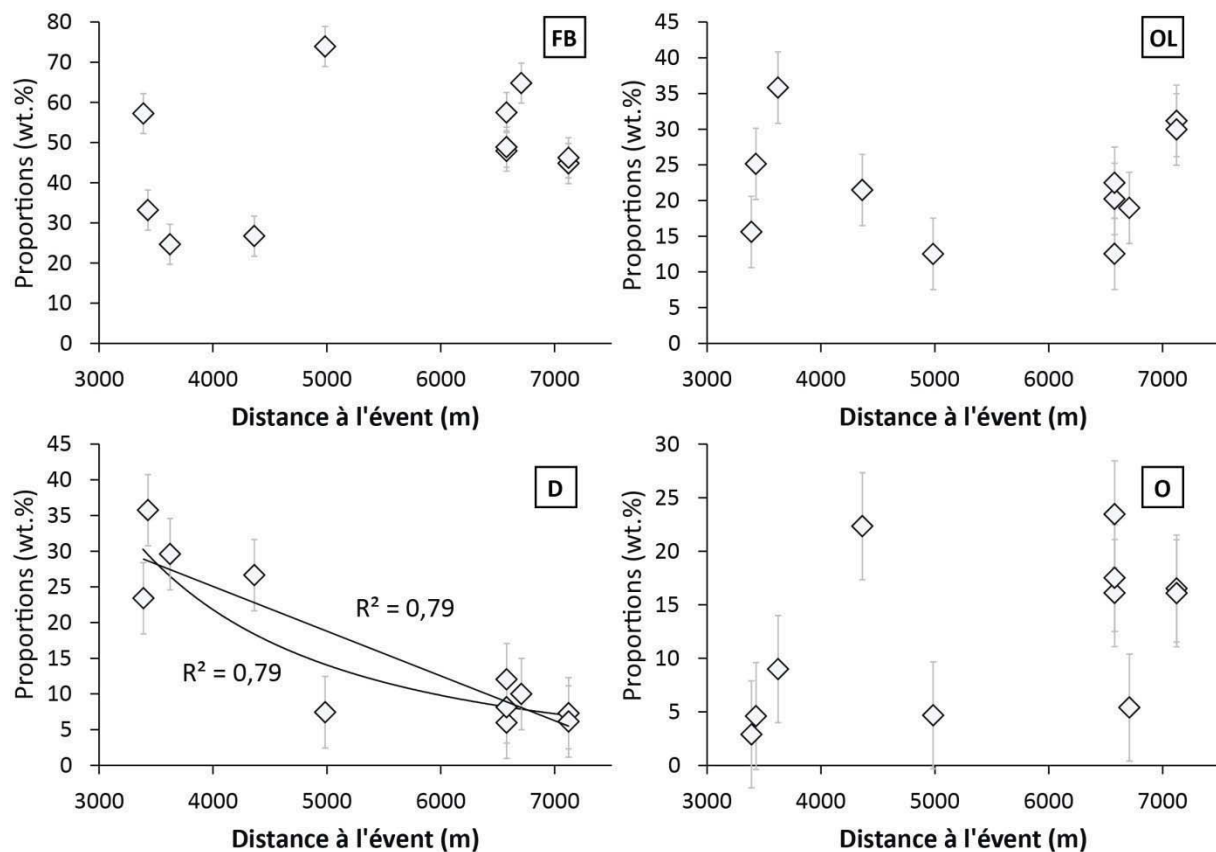 FB
Proportions (wt.%)
80
70
60
50
40
30
20
10
0
3000 4000 5000 6000 7000
Distance à l'évent (m)
OL
Proportions (wt.%)
45
40
35
30
25
20
15
10
5
0
3000 4000 5000 6000 7000
Distance à l'évent (m)
D
Proportions (wt.%)
45
40
35
30
25
20
15
10
5
0
R² = 0,79
R² = 0,79
3000 4000 5000 6000 7000
Distance à l'évent (m)
O
Proportions (wt.%)
30
25
20
15
10
5
0
3000 4000 5000 6000 7000
Distance à l'évent (m)